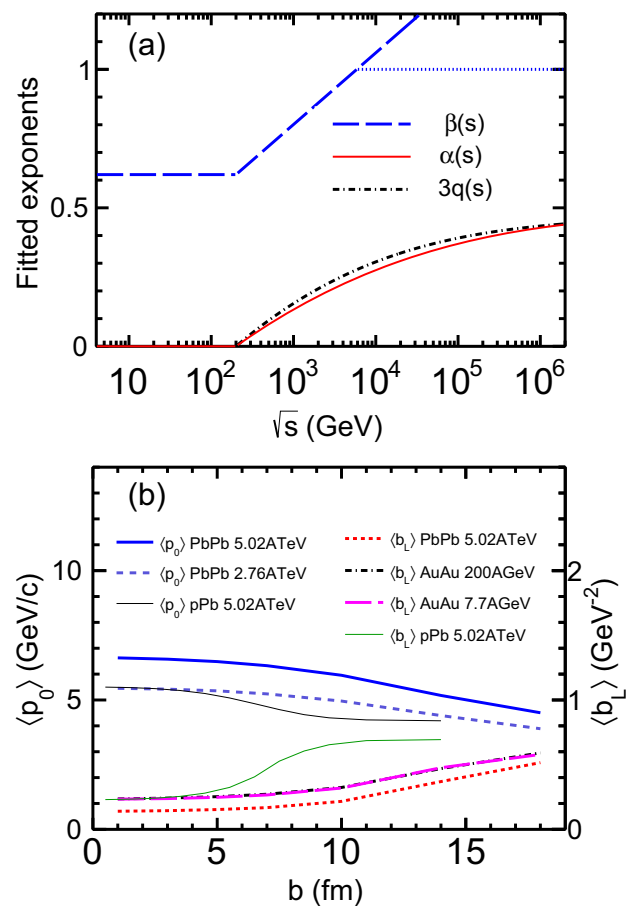 (a)
1
0.5
0
Fitted exponents
β(s)
α(s)
3q(s)
10 10² 10³ 10⁴ 10⁵ 10⁶
√s (GeV)
(b)
⟨p₀⟩ PbPb 5.02ATeV
⟨p₀⟩ PbPb 2.76ATeV
⟨p₀⟩ pPb 5.02ATeV
⟨b_L⟩ PbPb 5.02ATeV
⟨b_L⟩ AuAu 200AGeV
⟨b_L⟩ AuAu 7.7AGeV
⟨b_L⟩ pPb 5.02ATeV
10
5
0
⟨p₀⟩ (GeV/c)
2
1
0
⟨b_L⟩ (GeV⁻²)
0 5 10 15
b (fm)